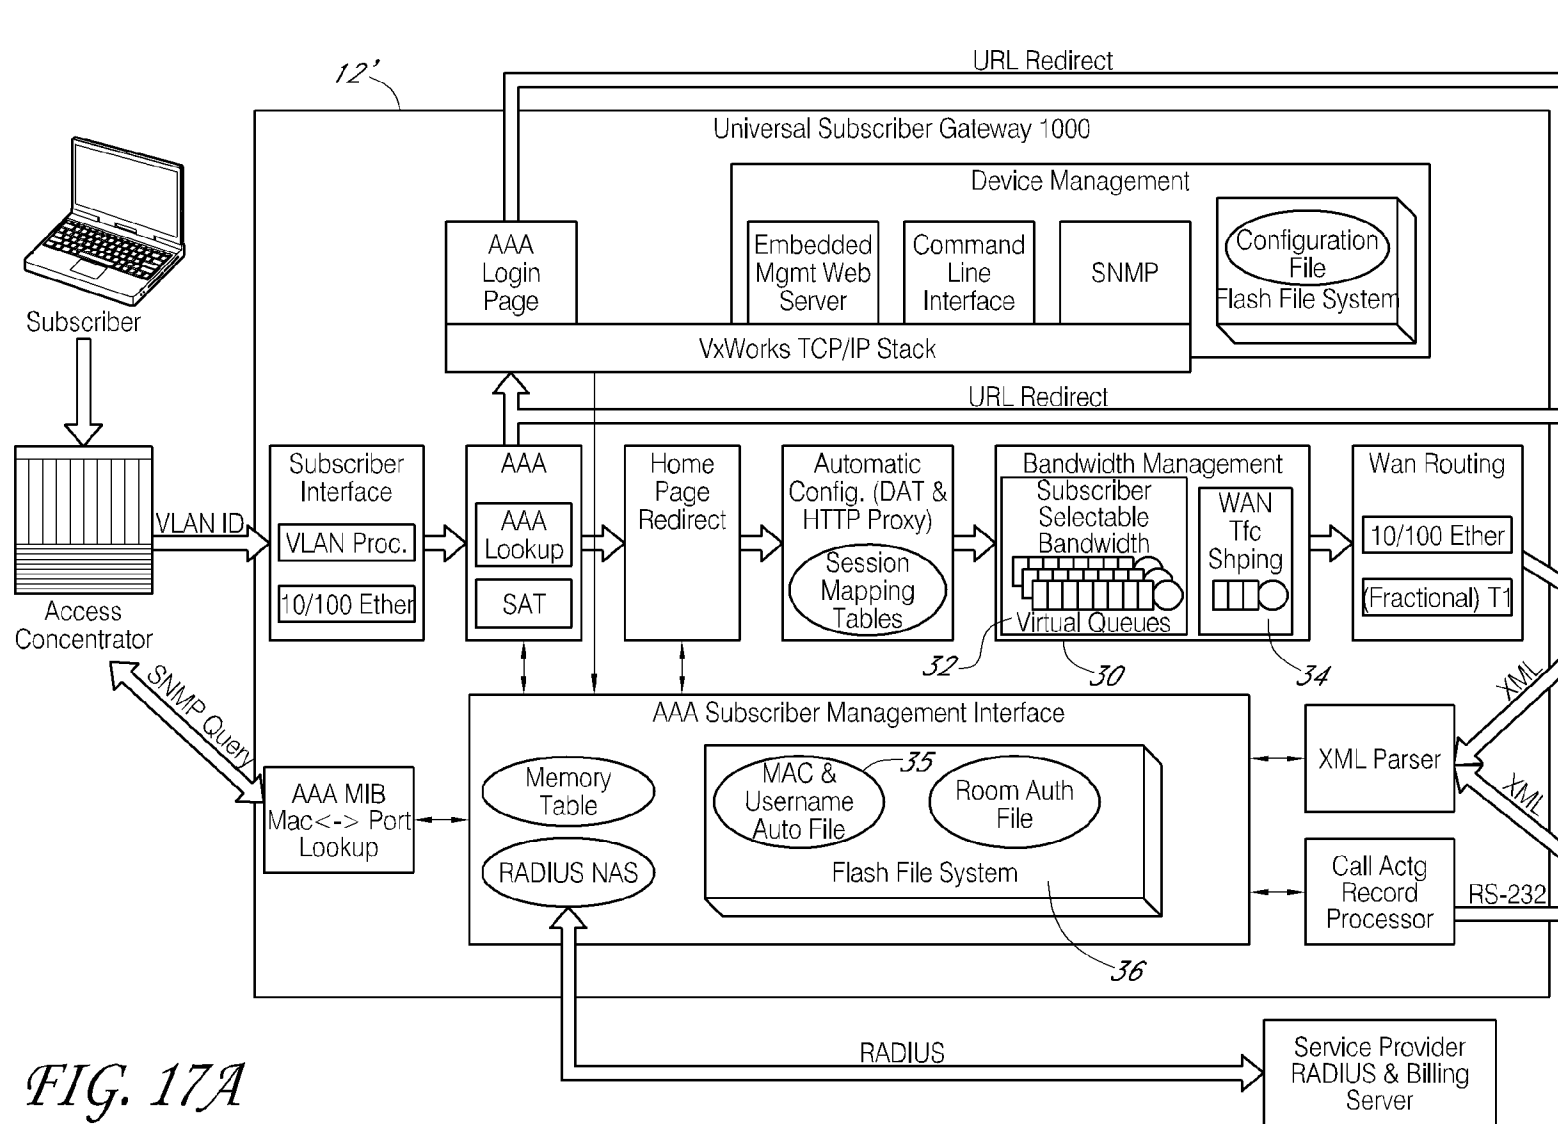 URL Redirect
12'
Universal Subscriber Gateway 1000
Device Management
AAA
Login
Page
Embedded
Mgmt Web
Server
Command
Line
Interface
SNMP
Configuration
File
Flash File System
VxWorks TCP/IP Stack
Subscriber
URL Redirect
VLAN ID
Subscriber
Interface
VLAN Proc.
10/100 Ether
AAA
AAA
Lookup
SAT
Home
Page
Redirect
Automatic
Config. (DAT &
HTTP Proxy)
Session
Mapping
Tables
Bandwidth Management
Subscriber
Selectable
Bandwidth
Virtual Queues
WAN
Tfc
Shping
Wan Routing
10/100 Ether
(Fractional) T1
Access
Concentrator
32
30
34
SNMP Query
XML
AAA Subscriber Management Interface
Memory
Table
RADIUS NAS
MAC &
Username
Auto File
35
Room Auth
File
Flash File System
36
XML Parser
XML
AAA MIB
Mac<-> Port
Lookup
Call Actg
Record
Processor
RS-232
RADIUS
Service Provider
RADIUS & Billing
Server
FIG. 17A